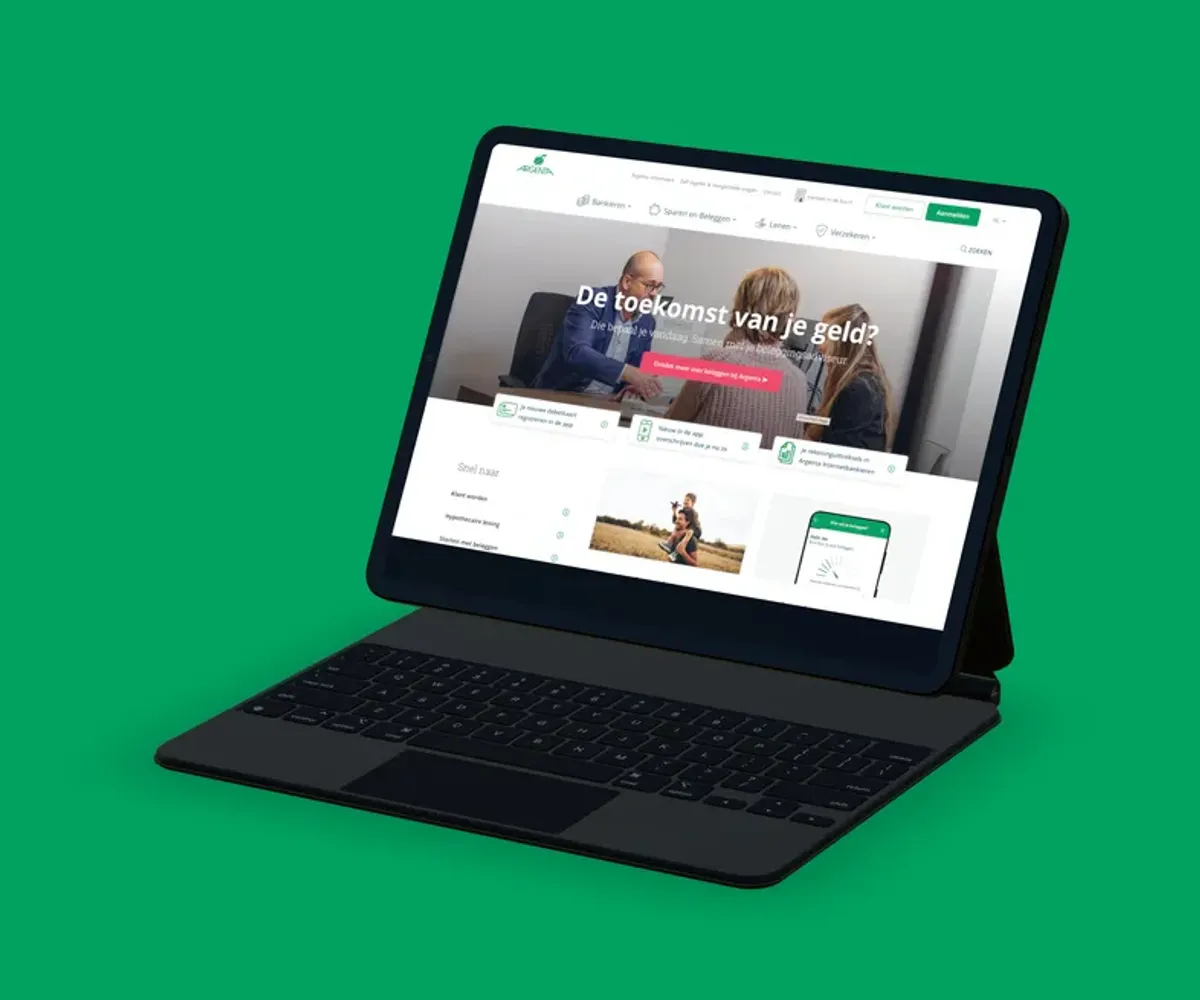 ARGENTA
Argenta informeert Zelf regelen & Veelgestelde vragen Contact Kantoor in de buurt Klant worden Aanmelden NL
Bankieren Sparen en Beleggen Lenen Verzekeren
ZOEKEN
De toekomst van je geld?
Die bepaal je vandaag. Samen met je beleggingsadviseur
Ontdek meer over beleggen bij Argenta
Je nieuwe debetkaart
registreren in de app
Nieuw in de app:
overschrijven doe je nu zo
Je rekeninguittreksels in
Argenta Internetbankieren
Snel naar
Klant worden
Hypothecaire lening
Starten met beleggen